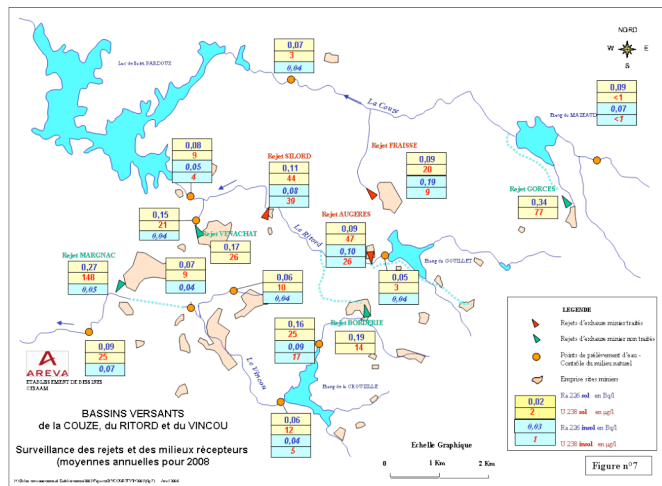 NORD
W E
S
0,07
3
0,04
Lac de Saint PARDOUX
La Couze
0,09
<1
0,07
<1
Etang de MAZEAUD
Rejet FRAISSE
0,08
9
0,05
4
Rejet SILORD
0,11
44
0,08
39
0,09
20
0,19
9
Rejet GORCES
0,34
77
0,15
21
0,04
Rejet VENACHAT
0,17
26
Le Ritord
Rejet AUGERES
0,09
47
0,10
26
Rejet MARGNAC
0,27
148
0,05
0,07
9
0,04
0,06
10
0,04
0,05
3
0,04
Etang de GOUILLET
0,09
25
0,07
0,16
25
0,09
17
Rejet BORDERIE
0,19
14
AREVA
ETABLISSEMENT DE BESSINES
Le Vincou
Etang de la CROUZILLE
0,06
12
0,04
5
BASSINS VERSANTS
de la COUZE, du RITORD et du VINCOU
Surveillance des rejets et des milieux récepteurs
(moyennes annuelles pour 2008
Echelle Graphique
0 1 Km 2 Km
LEGENDE
Rejets d'exhaure minier traités
Rejets d'exhaure minier non traités
Points de prélèvement d'eau -
Contrôle du milieu naturel
Emprise sites miniers
0,02 Ra 226 sol en Bq/l
2 U 238 sol en µg/l
0,03 Ra 226 insol en Bq/l
1 U 238 insol en µg/l
Figure n°7